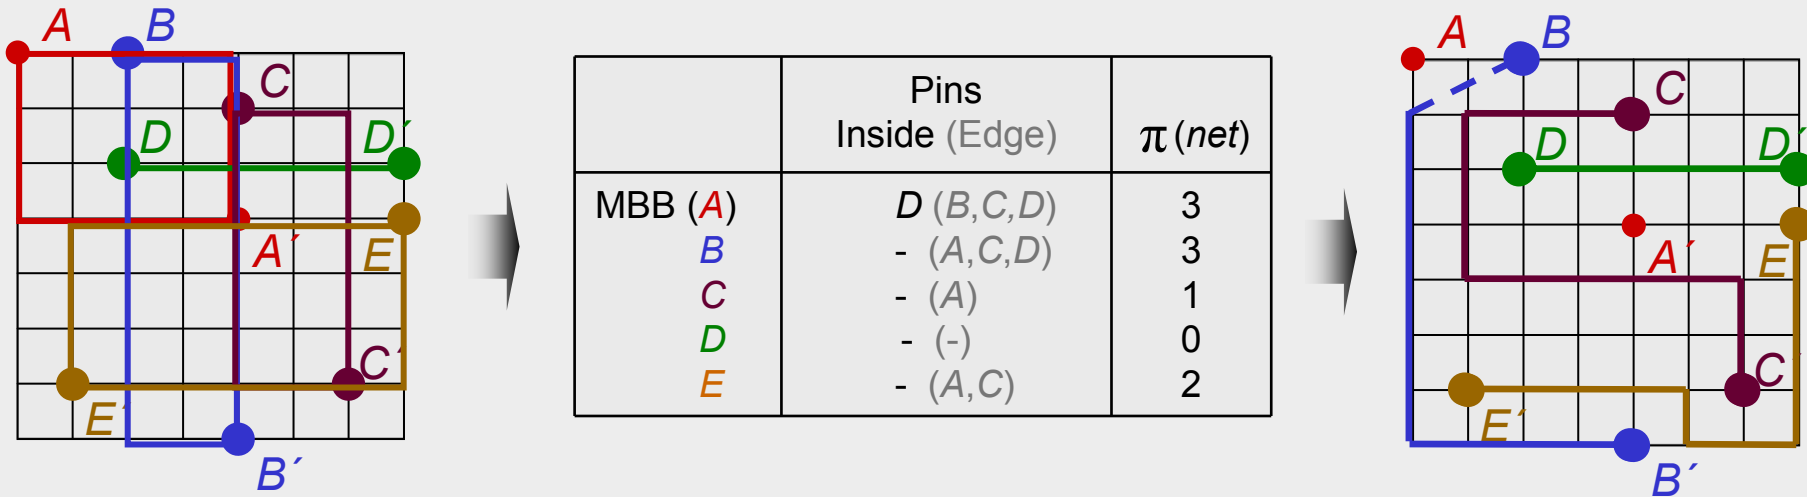 A B
C
D D´
A´ E
C´
E´
B´
Pins
Inside (Edge) π (net)
MBB (A) D (B,C,D) 3
B - (A,C,D) 3
C - (A) 1
D - (-) 0
E - (A,C) 2
A B
C
D D´
A´ E
C´
E´
B´